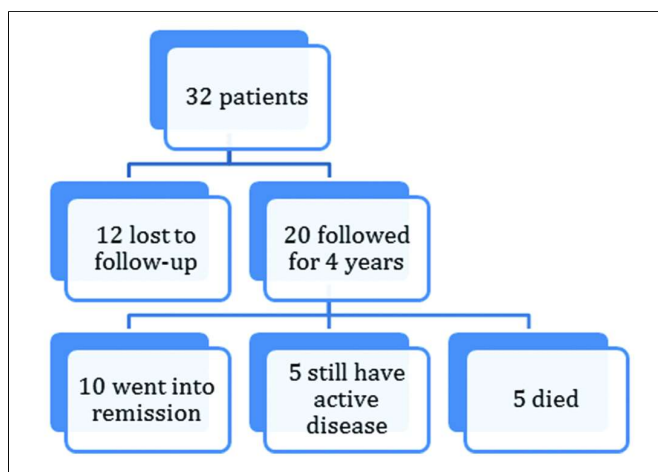 32 patients
12 lost to
follow-up
20 followed
for 4 years
10 went into
remission
5 still have
active
disease
5 died